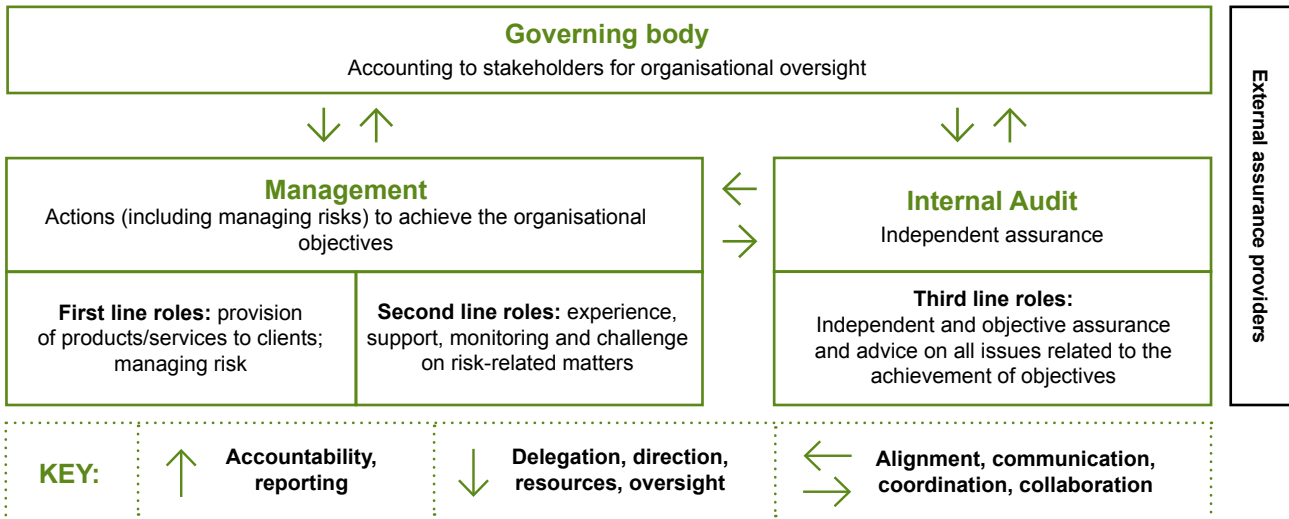 Governing body
Accounting to stakeholders for organisational oversight
External assurance providers
Management
Actions (including managing risks) to achieve the organisational
objectives
Internal Audit
Independent assurance
First line roles: provision
of products/services to clients;
managing risk
Second line roles: experience,
support, monitoring and challenge
on risk-related matters
Third line roles:
Independent and objective assurance
and advice on all issues related to the
achievement of objectives
KEY:
Accountability,
reporting
Delegation, direction,
resources, oversight
Alignment, communication,
coordination, collaboration